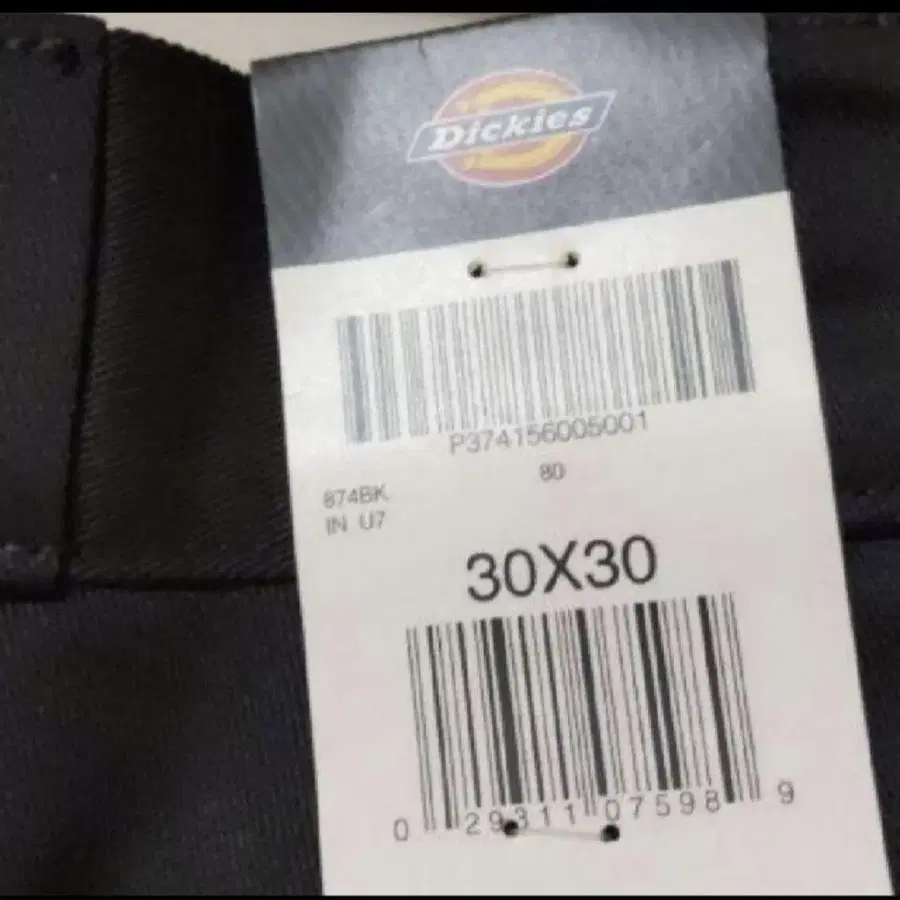 Dickies
P374156005001
80
874BK
IN U7
30X30
0 29311 07598 9